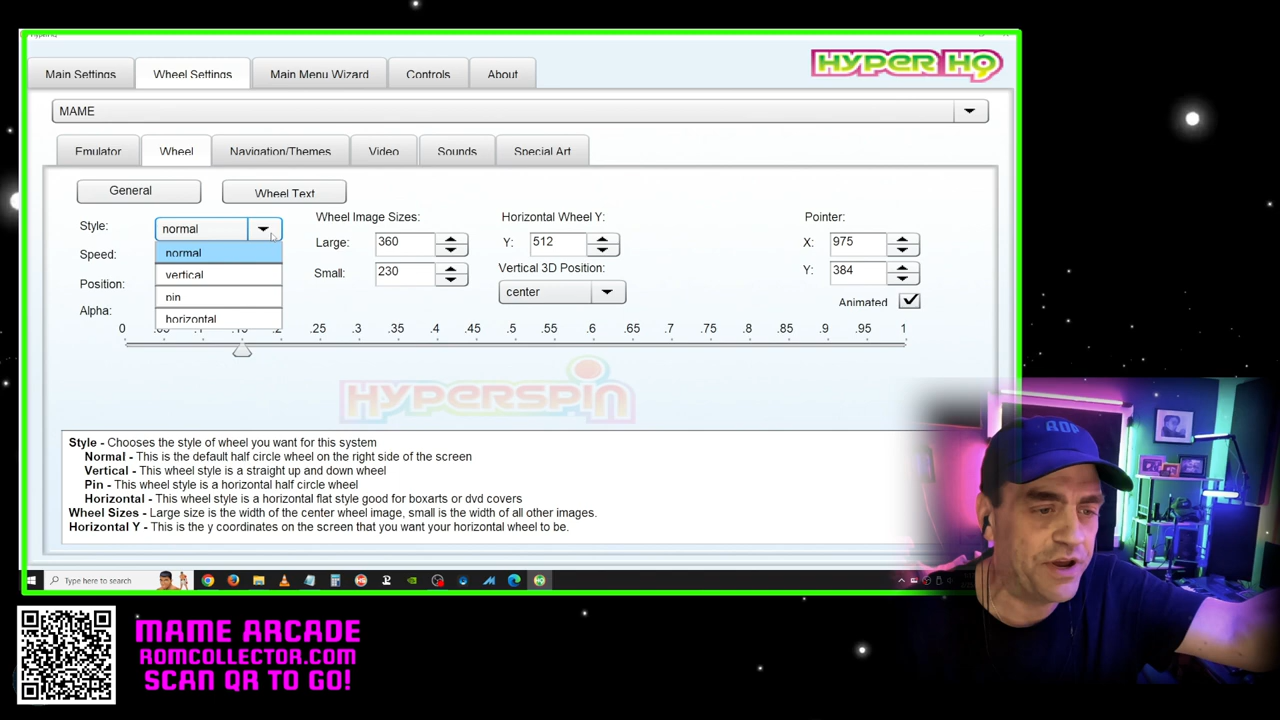 Main Settings
Wheel Settings
Main Menu Wizard
Controls
About
HYPER HQ
MAME
Emulator
Wheel
Navigation/Themes
Video
Sounds
Special Art
General
Wheel Text
Style:
normal
Wheel Image Sizes:
Horizontal Wheel Y:
Pointer:
Large: 360
Y: 512
X: 975
Speed:
normal
vertical
Small: 230
Vertical 3D Position:
Y: 384
Position:
pin
center
Animated
Alpha:
horizontal
0 .05 .1 .15 .2 .25 .3 .35 .4 .45 .5 .55 .6 .65 .7 .75 .8 .85 .9 .95 1
HYPERSPIN
Style - Chooses the style of wheel you want for this system
Normal - This is the default half circle wheel on the right side of the screen
Vertical - This wheel style is a straight up and down wheel
Pin - This wheel style is a horizontal half circle wheel
Horizontal - This wheel style is a horizontal flat style good for boxarts or dvd covers
Wheel Sizes - Large size is the width of the center wheel image, small is the width of all other images.
Horizontal Y - This is the y coordinates on the screen that you want your horizontal wheel to be.
Type here to search
MAME ARCADE
ROMCOLLECTOR.COM
SCAN QR TO GO!